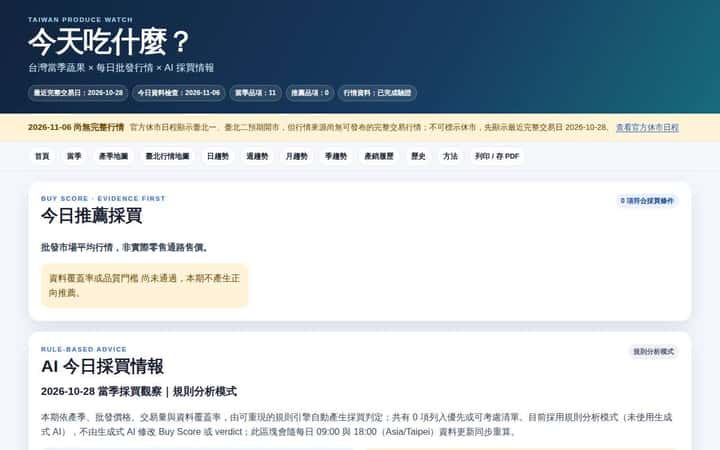 TAIWAN PRODUCE WATCH
今天吃什麼？
台灣當季蔬果 × 每日批發行情 × AI 採買情報
最近完整交易日：2026-10-28 今日資料檢查：2026-11-06 當季品項：11 推薦品項：0 行情資料：已完成驗證
2026-11-06 尚無完整行情 官方休市日程顯示臺北一、臺北二預期開市，但行情來源尚無可發布的完整交易行情；不可標示休市，先顯示最近完整交易日 2026-10-28。 查看官方休市日程
首頁 當季 產季地圖 臺北行情地圖 日趨勢 週趨勢 月趨勢 季趨勢 產銷履歷 歷史 方法 列印 / 存 PDF
BUY SCORE · EVIDENCE FIRST
今日推薦採買
0 項符合採買條件
批發市場平均行情，非實際零售通路售價。
資料覆蓋率或品質門檻 尚未通過，本期不產生正
向推薦。
RULE-BASED ADVICE
AI 今日採買情報
規則分析模式
2026-10-28 當季採買觀察｜規則分析模式
本期依產季、批發價格、交易量與資料覆蓋率，由可重現的規則引擎自動產生採買判定；共有 0 項列入優先或可考慮清單。目前採用規則分析模式（未使用生成
式 AI），不由生成式 AI 修改 Buy Score 或 verdict；此區塊會隨每日 09:00 與 18:00（Asia/Taipei）資料更新同步重算。